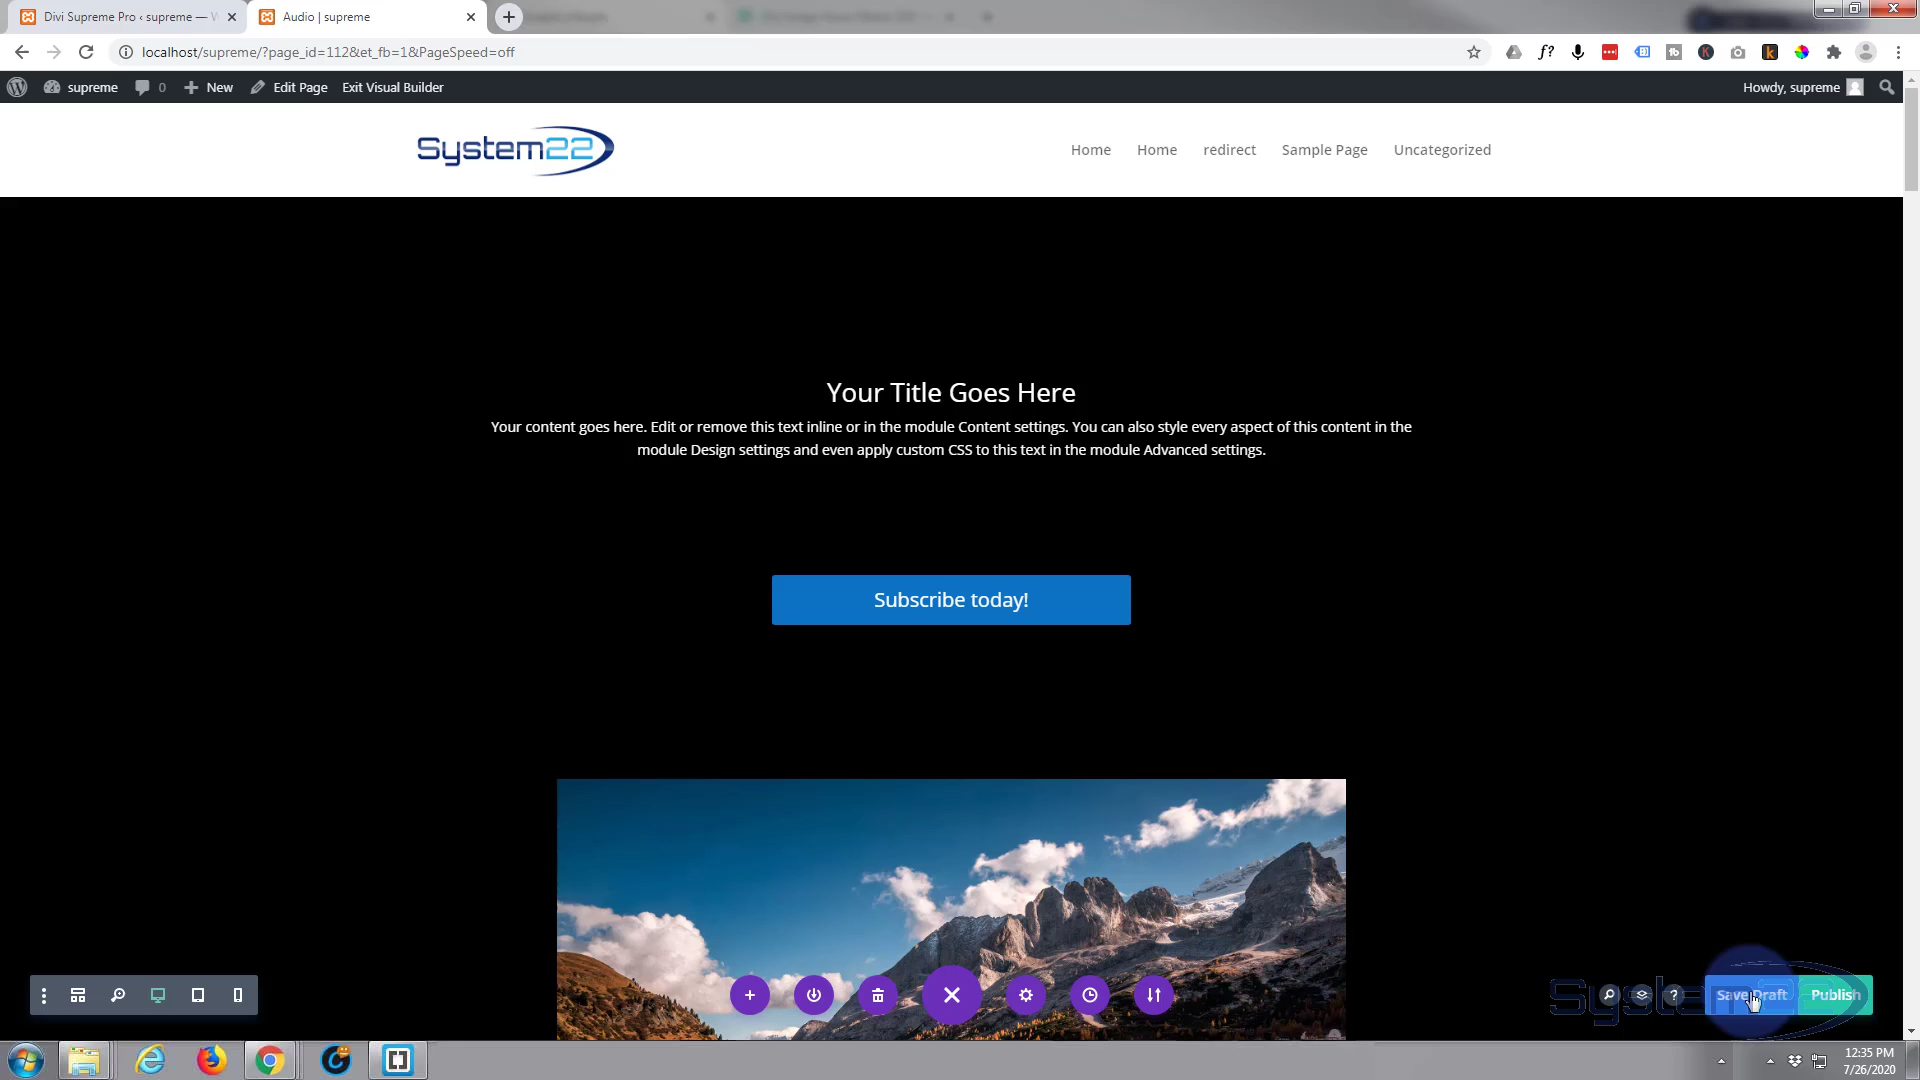 Divi Supreme Pro ‹ supreme — W
Audio | supreme
localhost/supreme/?page_id=112&et_fb=1&PageSpeed=off
supreme
0
New
Edit Page
Exit Visual Builder
Howdy, supreme
System22
Home
Home
redirect
Sample Page
Uncategorized
Your Title Goes Here
Your content goes here. Edit or remove this text inline or in the module Content settings. You can also style every aspect of this content in the
module Design settings and even apply custom CSS to this text in the module Advanced settings.
Subscribe today!
System22
Save Draft
Publish
12:35 PM
7/26/2020